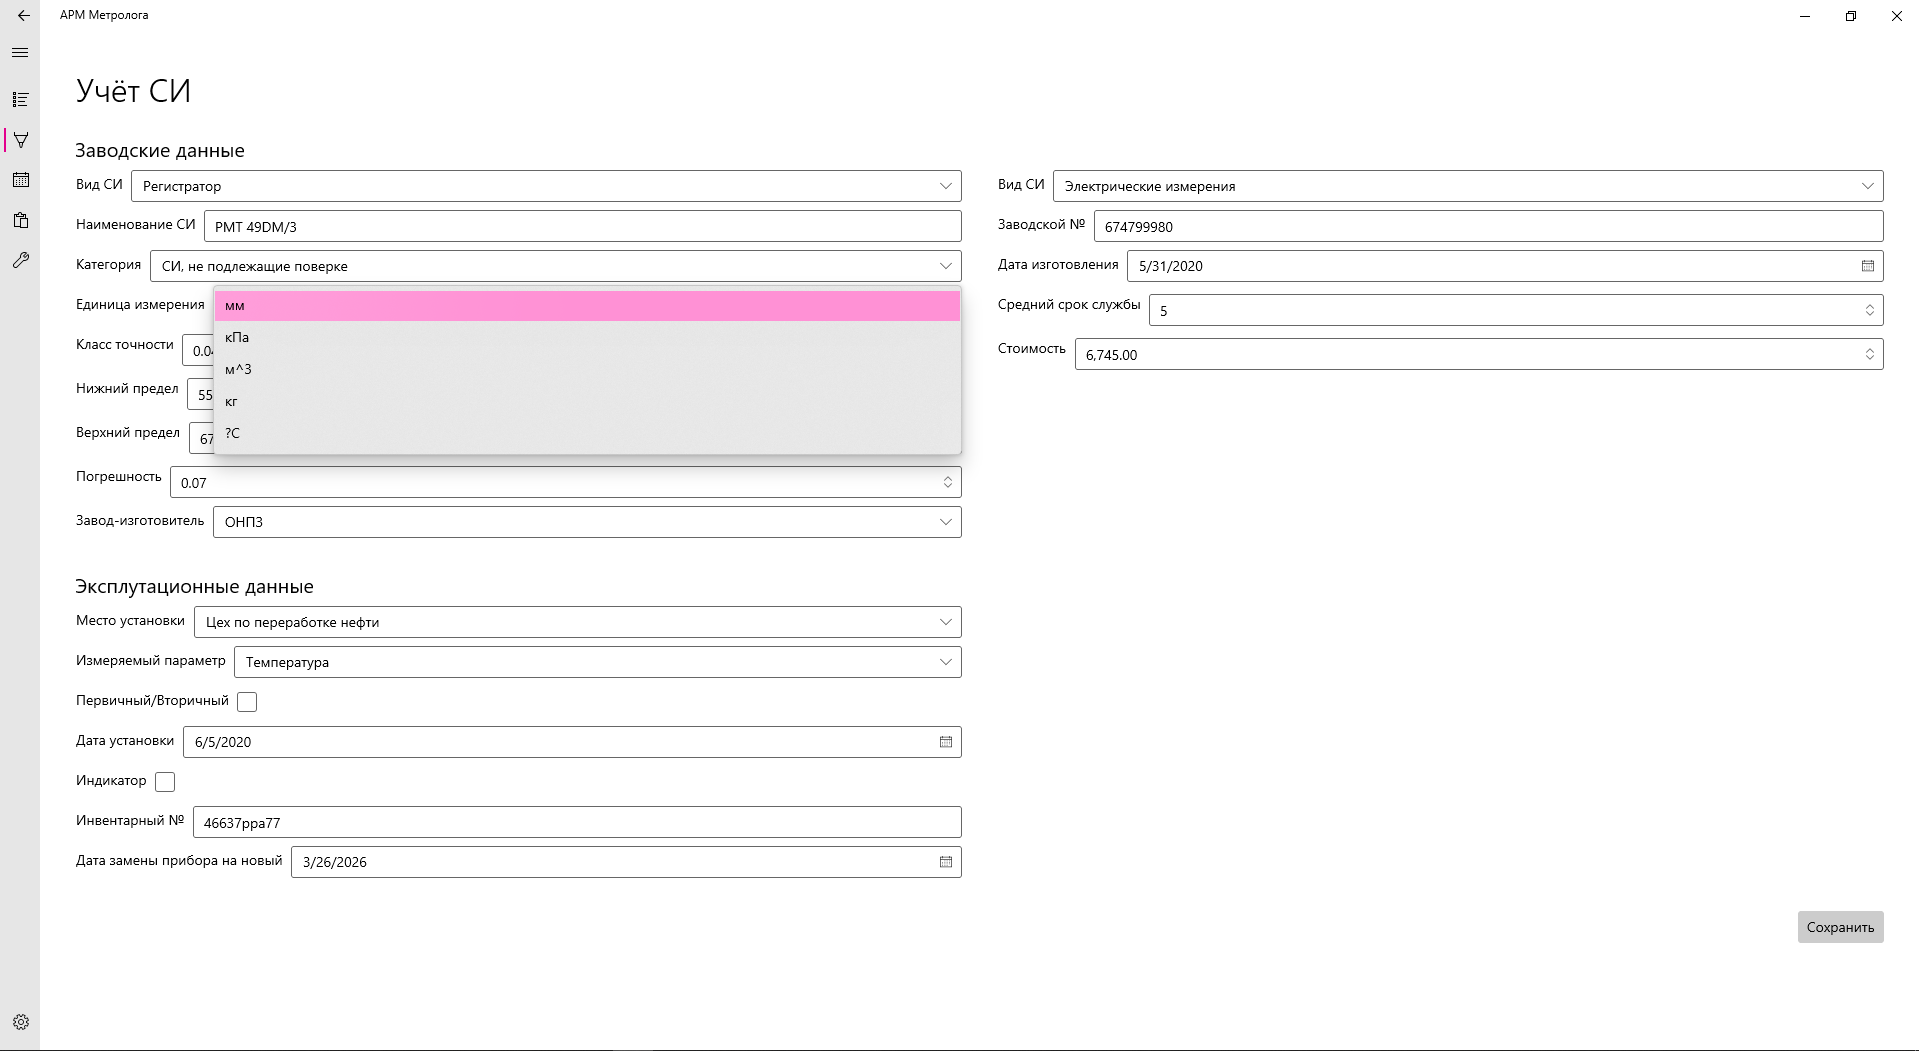 АРМ Метролога
Учёт СИ
Заводские данные
Вид СИ Регистратор
Наименование СИ РМТ 49DM/3
Категория СИ, не подлежащие поверке
Единица измерения
мм
кПа
м^3
кг
?С
Класс точности 0.04
Нижний предел 55
Верхний предел 67
Погрешность 0.07
Завод-изготовитель ОНПЗ
Вид СИ Электрические измерения
Заводской № 674799980
Дата изготовления 5/31/2020
Средний срок службы 5
Стоимость 6,745.00
Эксплутационные данные
Место установки Цех по переработке нефти
Измеряемый параметр Температура
Первичный/Вторичный
Дата установки 6/5/2020
Индикатор
Инвентарный № 46637ppa77
Дата замены прибора на новый 3/26/2026
Сохранить